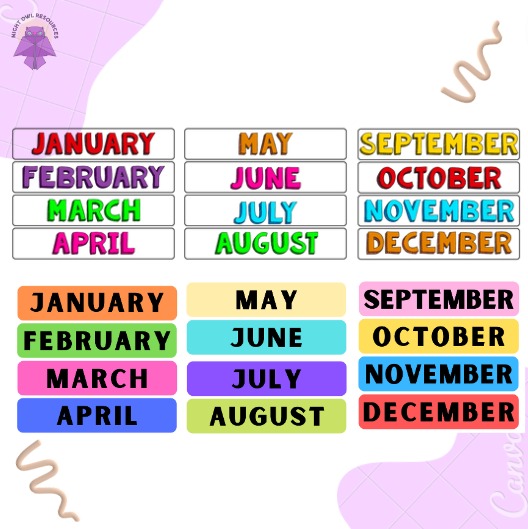 NIGHT OWL RESOURCES
JANUARY
FEBRUARY
MARCH
APRIL
MAY
JUNE
JULY
AUGUST
SEPTEMBER
OCTOBER
NOVEMBER
DECEMBER
JANUARY
FEBRUARY
MARCH
APRIL
MAY
JUNE
JULY
AUGUST
SEPTEMBER
OCTOBER
NOVEMBER
DECEMBER
Canva